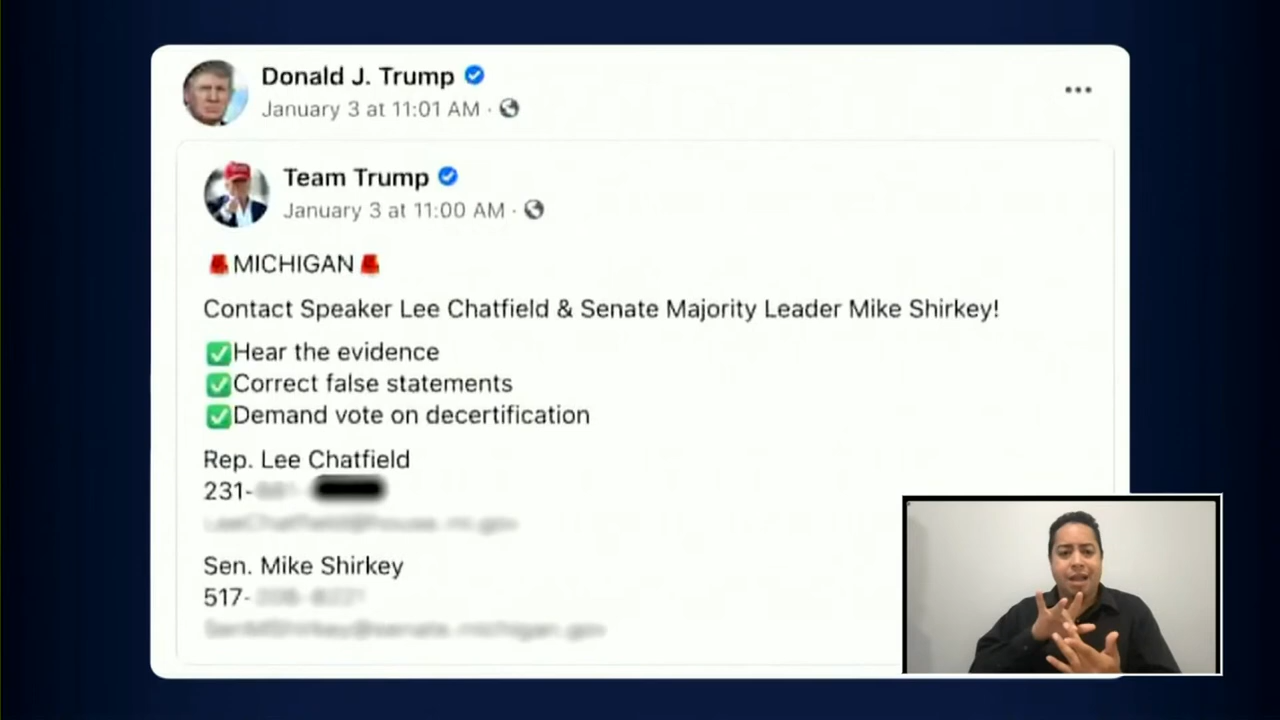 Donald J. Trump
January 3 at 11:01 AM ·
Team Trump
January 3 at 11:00 AM ·
MICHIGAN
Contact Speaker Lee Chatfield & Senate Majority Leader Mike Shirkey!
Hear the evidence
Correct false statements
Demand vote on decertification
Rep. Lee Chatfield
231-
Sen. Mike Shirkey
517-